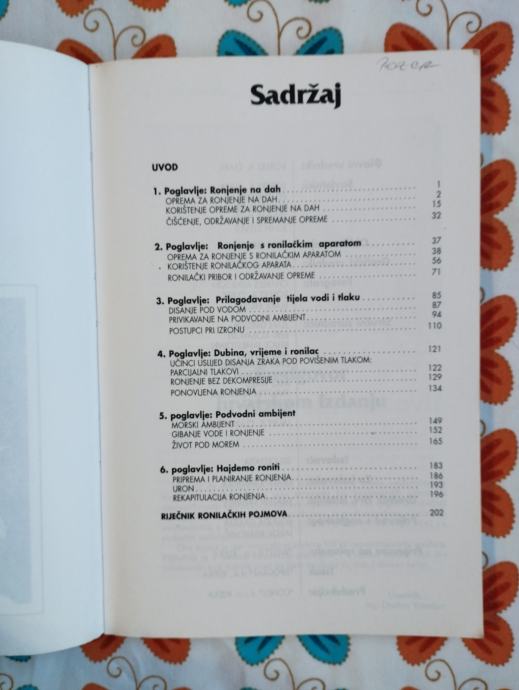 Sadržaj
UVOD
1. Poglavlje: Ronjenje na dah 1
OPREMA ZA RONJENJE NA DAH 2
KORIŠTENJE OPREME ZA RONJENJE NA DAH 15
ČIŠĆENJE, ODRŽAVANJE I SPREMANJE OPREME 32
2. Poglavlje: Ronjenje s ronilačkim aparatom 37
OPREMA ZA RONJENJE S RONILAČKIM APARATOM 38
KORIŠTENJE RONILAČKOG APARATA 56
RONILAČKI PRIBOR I ODRŽAVANJE OPREME 71
3. Poglavlje: Prilagođavanje tijela vodi i tlaku 85
DISANJE POD VODOM 87
PRIVIKAVANJE NA PODVODNI AMBIJENT 94
POSTUPCI PRI IZRONU 110
4. Poglavlje: Dubina, vrijeme i ronilac 121
UČINCI USLIJED DISANJA ZRAKA POD POVIŠENIM TLAKOM:
PARCIJALNI TLAKOVI 122
RONJENJE BEZ DEKOMPRESIJE 129
PONOVLJENA RONJENJA 134
5. poglavlje: Podvodni ambijent
MORSKI AMBIJENT 149
GIBANJE VODE I RONJENJE 152
ŽIVOT POD MOREM 165
6. poglavlje: Hajdemo roniti 183
PRIPREMA I PLANIRANJE RONJENJA 186
URON 193
REKAPITULACIJA RONJENJA 196
RIJEČNIK RONILAČKIH POJMOVA 202